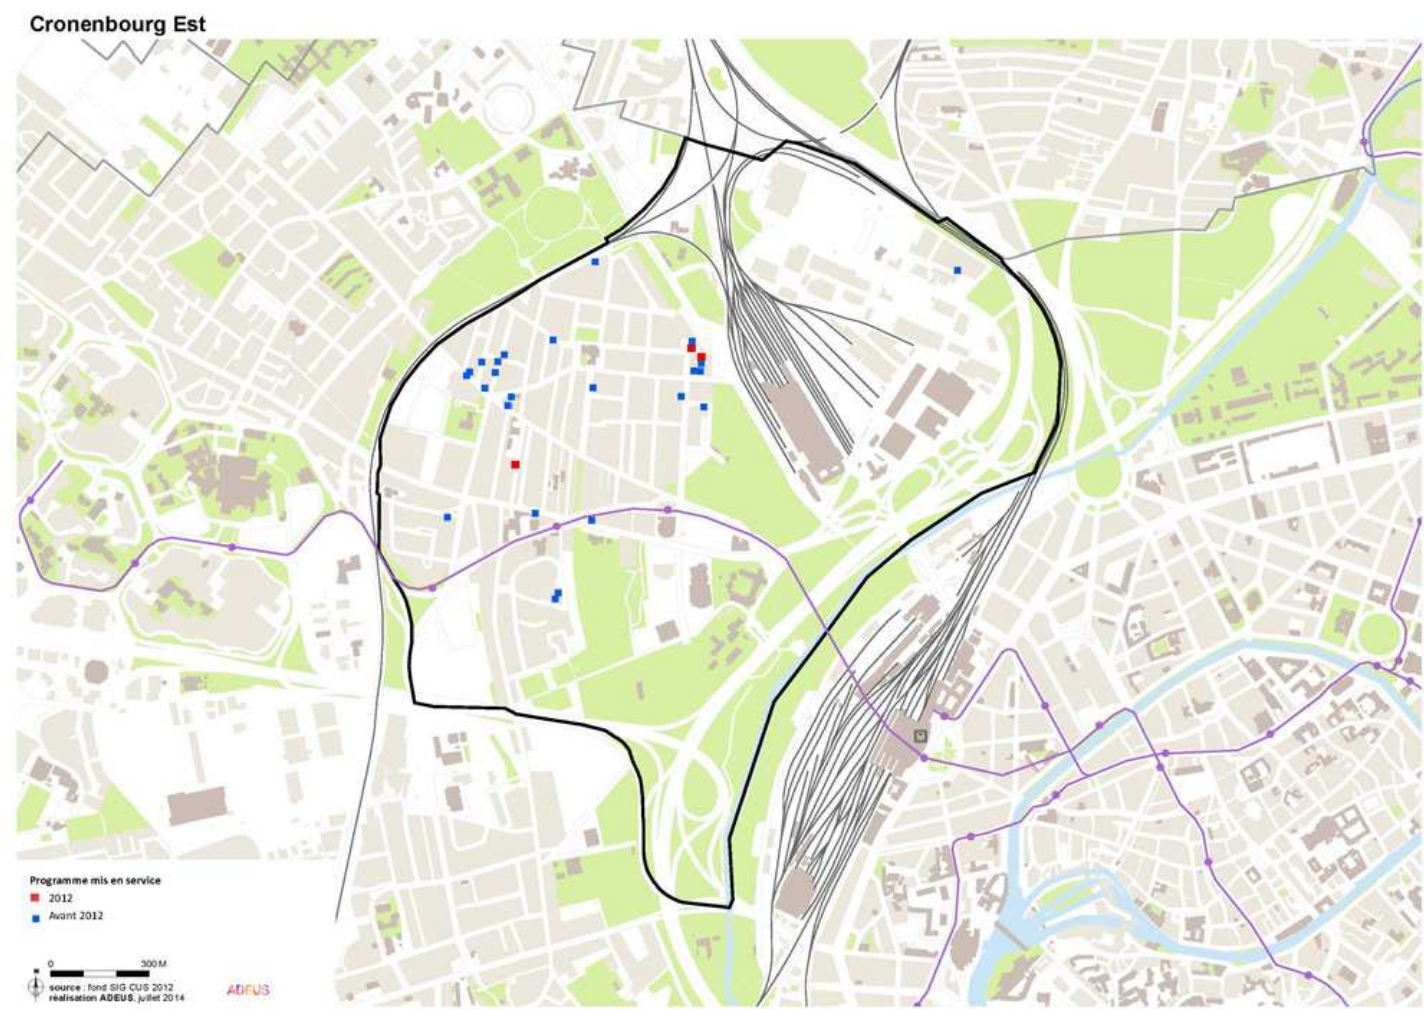 Cronenbourg Est
Programme mis en service
2012
Avant 2012
0 300 M
N
source : fond SIG CUS 2012
réalisation ADEUS, juillet 2014
ADEUS